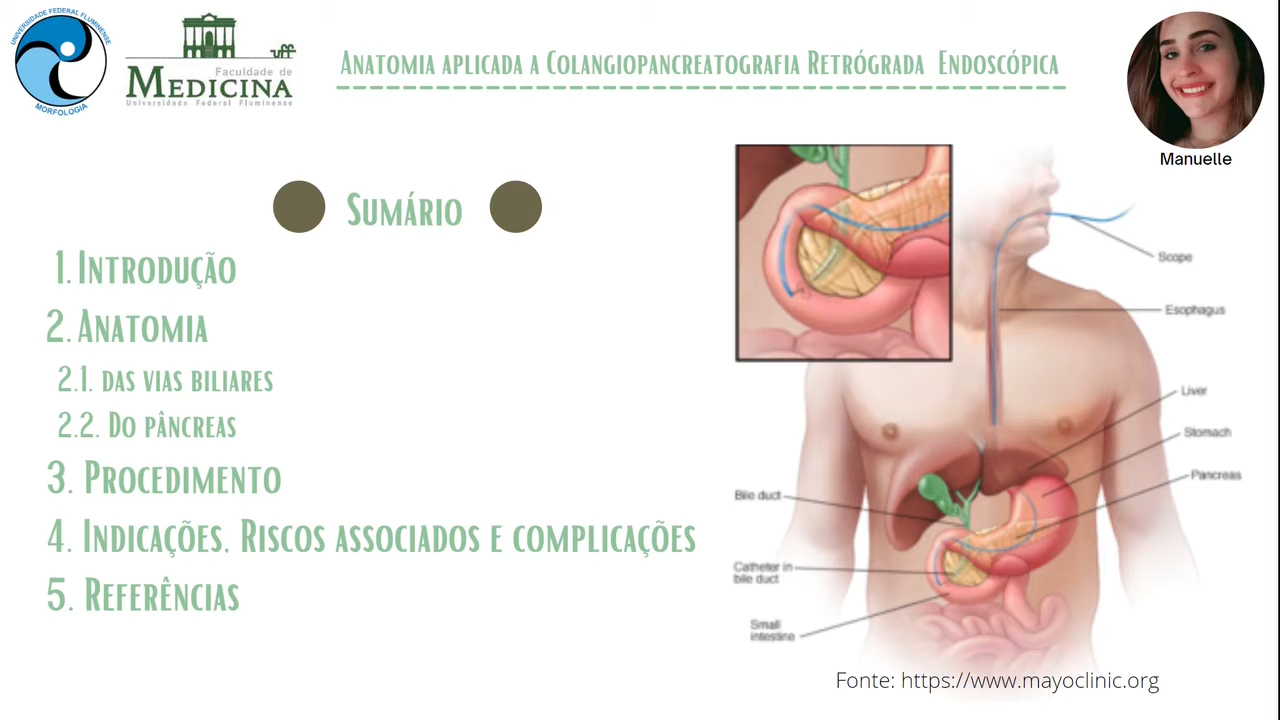 UNIVERSIDADE FEDERAL FLUMINENSE
MORFOLOGIA
uff
Faculdade de
MEDICINA
Universidade Federal Fluminense
Anatomia aplicada a Colangiopancreatografia Retrógrada Endoscópica
Manuelle
Sumário
1. Introdução
2. Anatomia
2.1. das vias biliares
2.2. Do pâncreas
3. Procedimento
4. Indicações. Riscos associados e complicações
5. Referências
Scope
Esophagus
Liver
Stomach
Pancreas
Bile duct
Catheter in
bile duct
Small
intestine
Fonte: https://www.mayoclinic.org